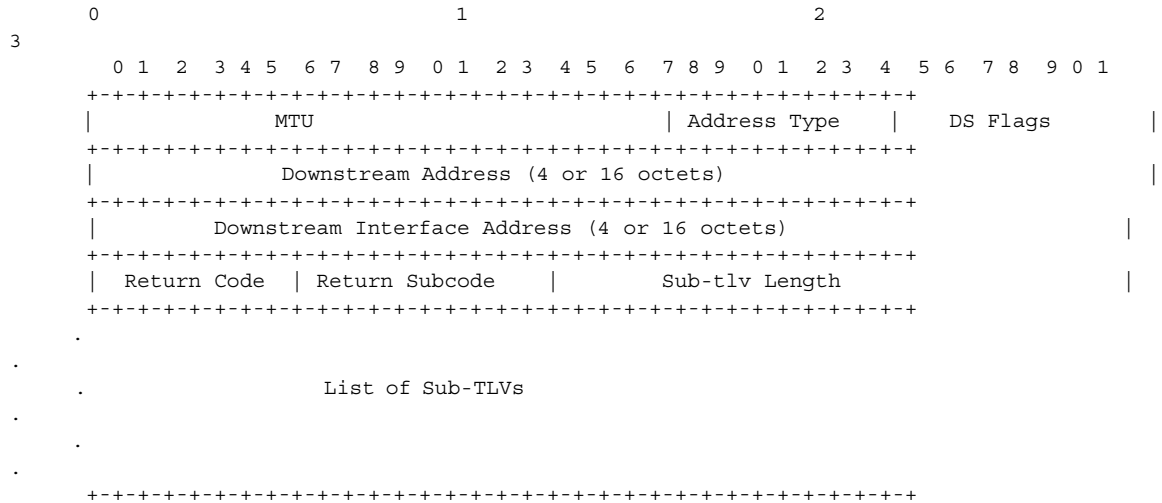 0 1 2
3
0 1 2 3 4 5 6 7 8 9 0 1 2 3 4 5 6 7 8 9 0 1 2 3 4 5 6 7 8 9 0 1
+-+-+-+-+-+-+-+-+-+-+-+-+-+-+-+-+-+-+-+-+-+-+-+-+-+-+-+-+-+-+-+-+
| MTU | Address Type | DS Flags |
+-+-+-+-+-+-+-+-+-+-+-+-+-+-+-+-+-+-+-+-+-+-+-+-+-+-+-+-+-+-+-+-+
| Downstream Address (4 or 16 octets) |
+-+-+-+-+-+-+-+-+-+-+-+-+-+-+-+-+-+-+-+-+-+-+-+-+-+-+-+-+-+-+-+-+
| Downstream Interface Address (4 or 16 octets) |
+-+-+-+-+-+-+-+-+-+-+-+-+-+-+-+-+-+-+-+-+-+-+-+-+-+-+-+-+-+-+-+-+
| Return Code | Return Subcode | Sub-tlv Length |
+-+-+-+-+-+-+-+-+-+-+-+-+-+-+-+-+-+-+-+-+-+-+-+-+-+-+-+-+-+-+-+-+
.
.
. List of Sub-TLVs
.
.
.
+-+-+-+-+-+-+-+-+-+-+-+-+-+-+-+-+-+-+-+-+-+-+-+-+-+-+-+-+-+-+-+-+